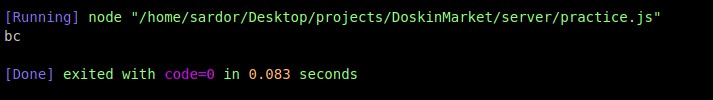 [Running] node "/home/sardor/Desktop/projects/DoskinMarket/server/practice.js"
bc
[Done] exited with code=0 in 0.083 seconds